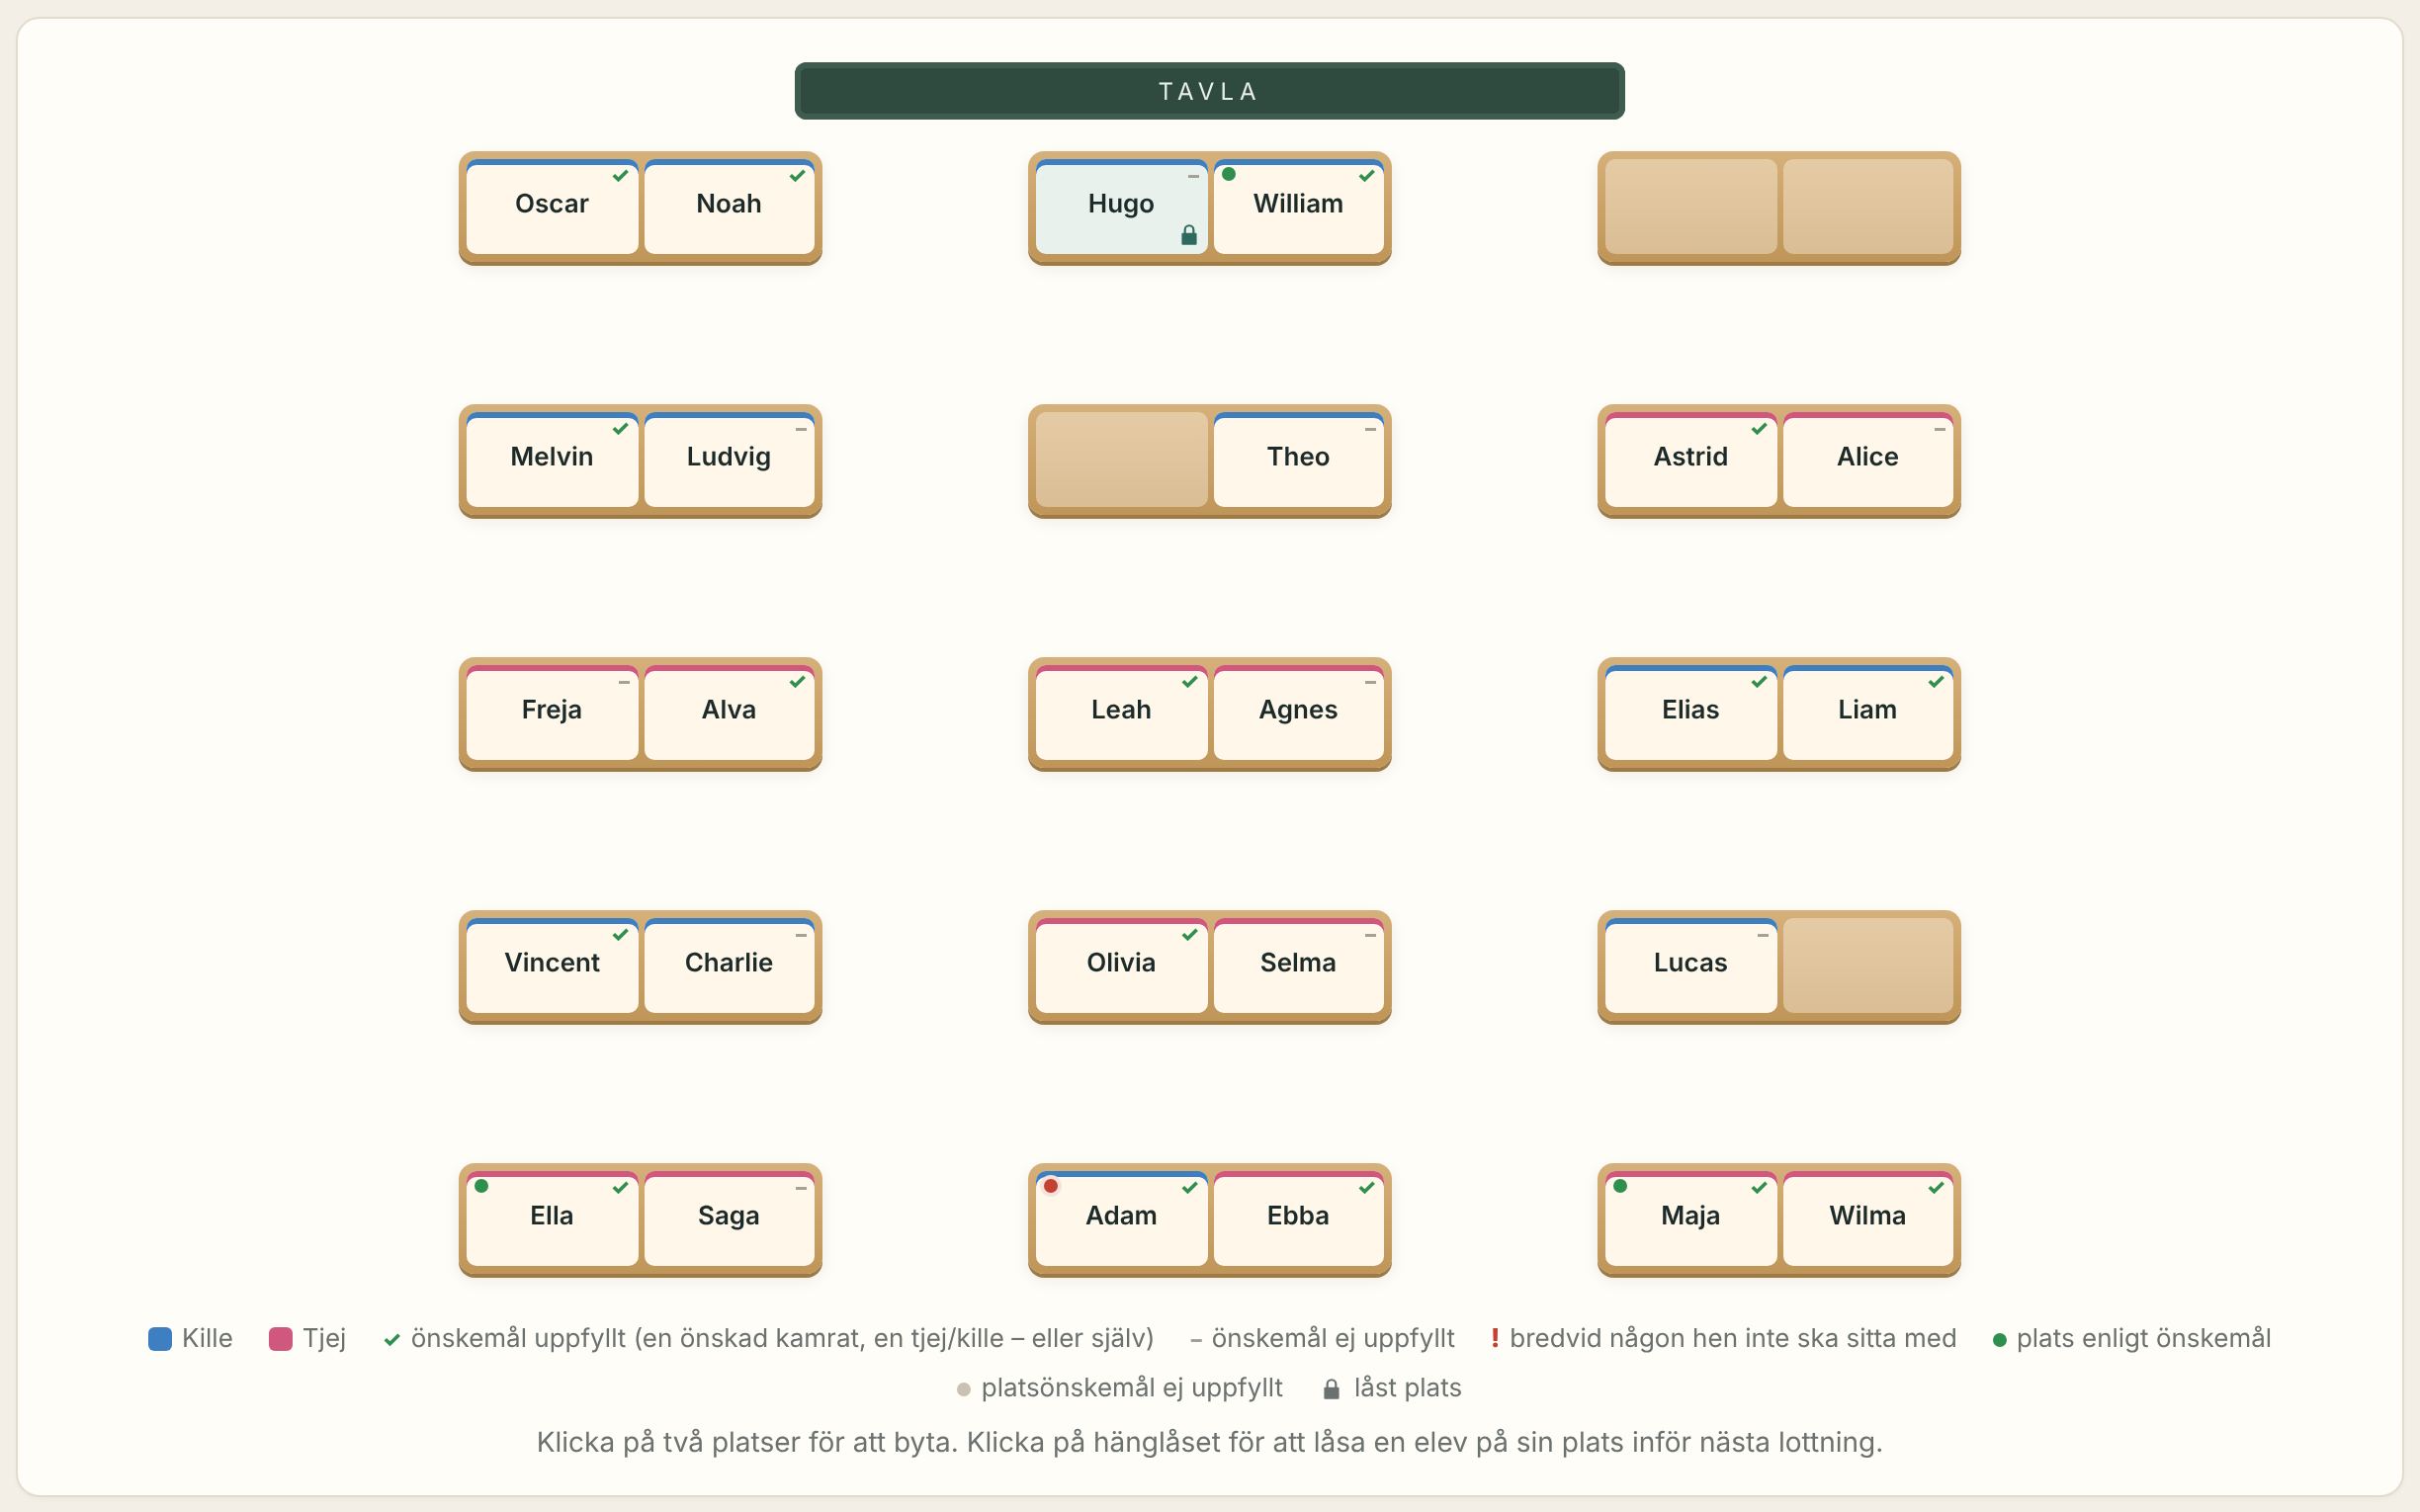 TAVLA
Oscar Noah Hugo William
Melvin Ludvig Theo Astrid Alice
Freja Alva Leah Agnes Elias Liam
Vincent Charlie Olivia Selma Lucas
Ella Saga Adam Ebba Maja Wilma
Kille Tjej önskemål uppfyllt (en önskad kamrat, en tjej/kille – eller själv) – önskemål ej uppfyllt ! bredvid någon hen inte ska sitta med plats enligt önskemål
platsönskemål ej uppfyllt låst plats
Klicka på två platser för att byta. Klicka på hänglåset för att låsa en elev på sin plats inför nästa lottning.